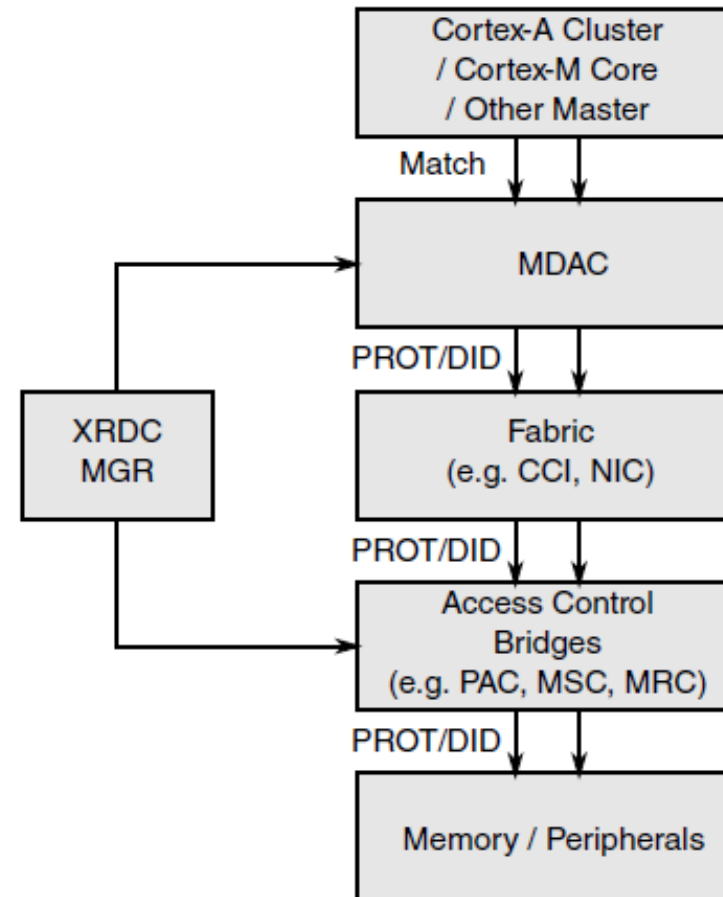 Cortex-A Cluster
/ Cortex-M Core
/ Other Master
Match
MDAC
PROT/DID
XRDC
MGR
Fabric
(e.g. CCI, NIC)
PROT/DID
Access Control
Bridges
(e.g. PAC, MSC, MRC)
PROT/DID
Memory / Peripherals